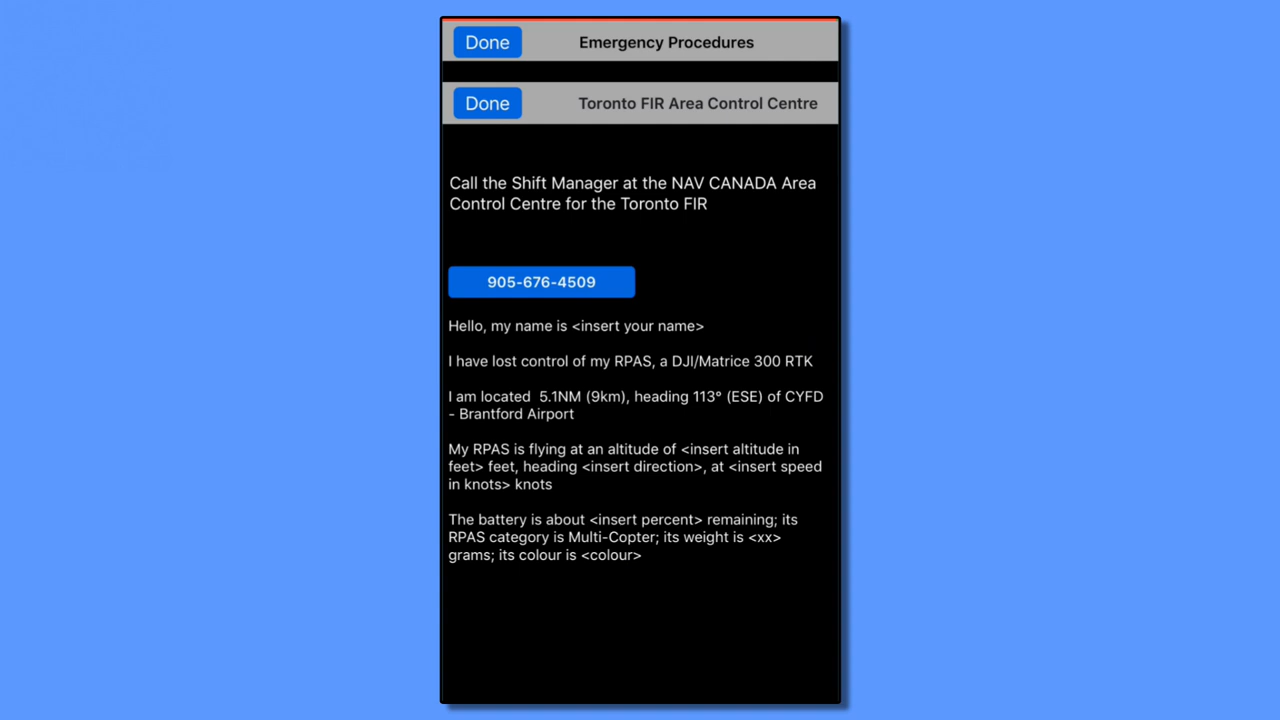 Done Emergency Procedures
Done Toronto FIR Area Control Centre
Call the Shift Manager at the NAV CANADA Area
Control Centre for the Toronto FIR
905-676-4509
Hello, my name is <insert your name>
I have lost control of my RPAS, a DJI/Matrice 300 RTK
I am located  5.1NM (9km), heading 113° (ESE) of CYFD
- Brantford Airport
My RPAS is flying at an altitude of <insert altitude in
feet> feet, heading <insert direction>, at <insert speed
in knots> knots
The battery is about <insert percent> remaining; its
RPAS category is Multi-Copter; its weight is <xx>
grams; its colour is <colour>